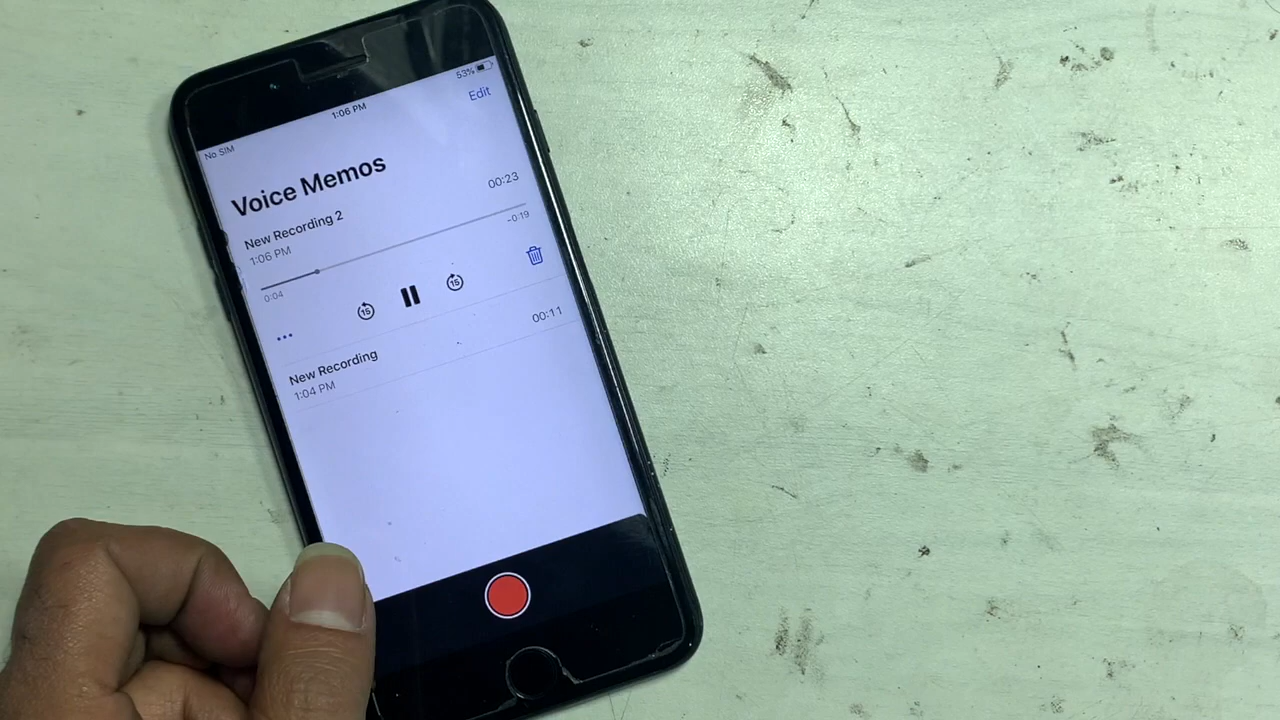 No SIM 1:06 PM 53%
Edit
Voice Memos
New Recording 2 00:23
1:06 PM
0:04 -0:19
15 15
New Recording 00:11
1:04 PM